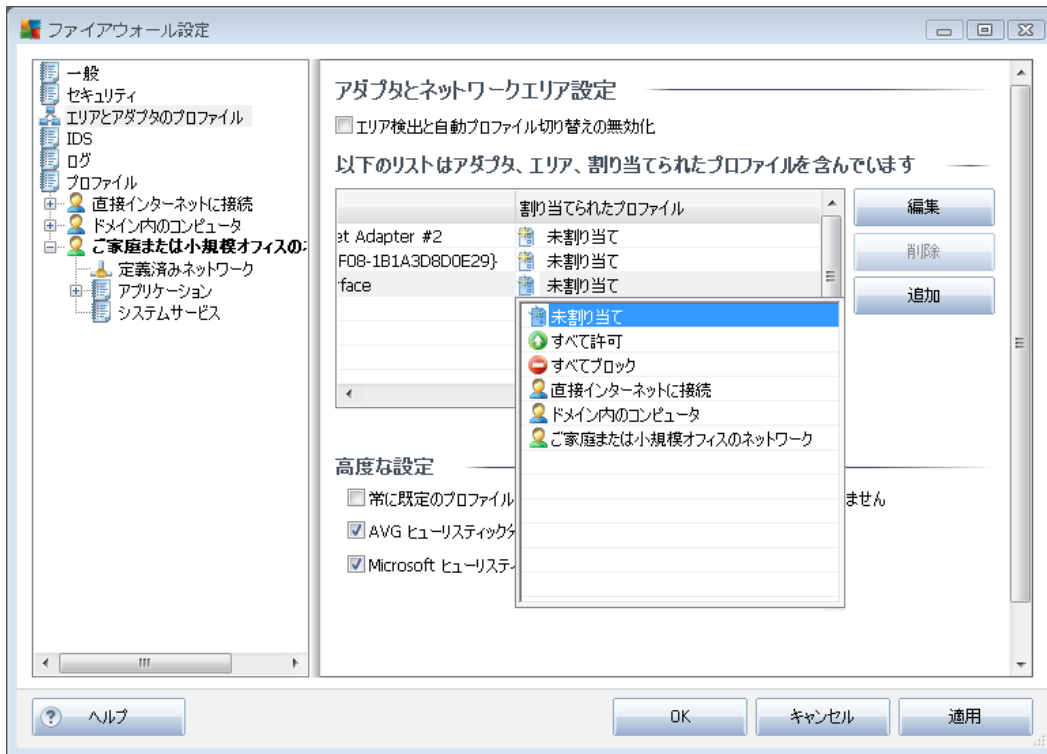 ファイアウォール設定
一般
セキュリティ
エリアとアダプタのプロファイル
IDS
ログ
プロファイル
直接インターネットに接続
ドメイン内のコンピュータ
ご家庭または小規模オフィスの
定義済みネットワーク
アプリケーション
システムサービス
アダプタとネットワークエリア設定
エリア検出と自動プロファイル切り替えの無効化
以下のリストはアダプタ、エリア、割り当てられたプロファイルを含んでいます
割り当てられたプロファイル
et Adapter #2 未割り当て
F08-1B1A3D8D0E29} 未割り当て
face 未割り当て
未割り当て
すべて許可
すべてブロック
直接インターネットに接続
ドメイン内のコンピュータ
ご家庭または小規模オフィスのネットワーク
編集
削除
追加
高度な設定
常に既定のプロファイル ません
AVG ヒューリスティック
Microsoft ヒューリステ
ヘルプ
OK
キャンセル
適用